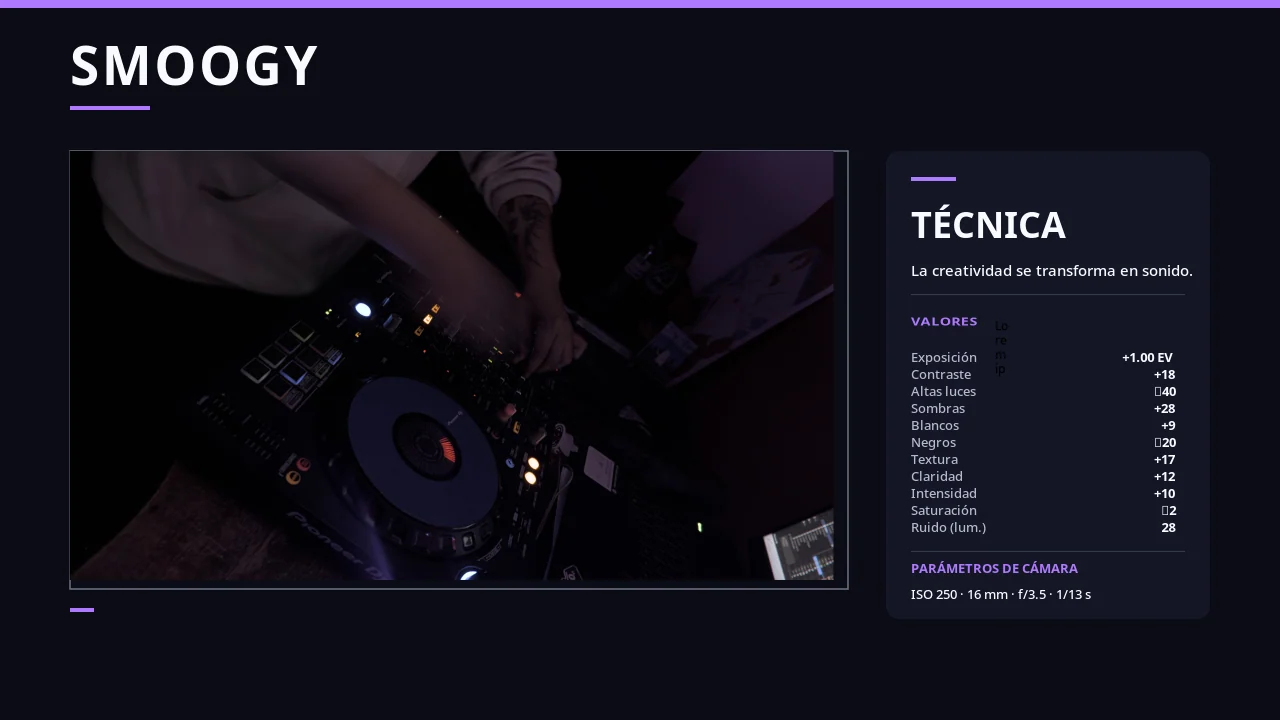 SMOOGY
Pioneer D
TÉCNICA
La creatividad se transforma en sonido.
VALORES
Lo
re
m
ip
Exposición +1.00 EV
Contraste +18
Altas luces 40
Sombras +28
Blancos +9
Negros 20
Textura +17
Claridad +12
Intensidad +10
Saturación 2
Ruido (lum.) 28
PARÁMETROS DE CÁMARA
ISO 250 · 16 mm · f/3.5 · 1/13 s